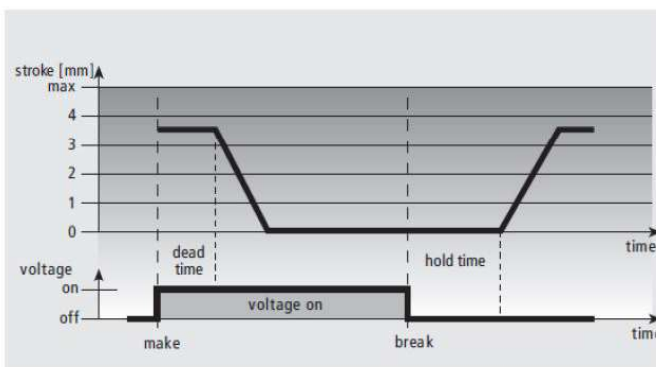 stroke [mm]
max
4
3
2
1
0
time
dead
time
hold time
voltage
on
voltage on
off
time
make
break